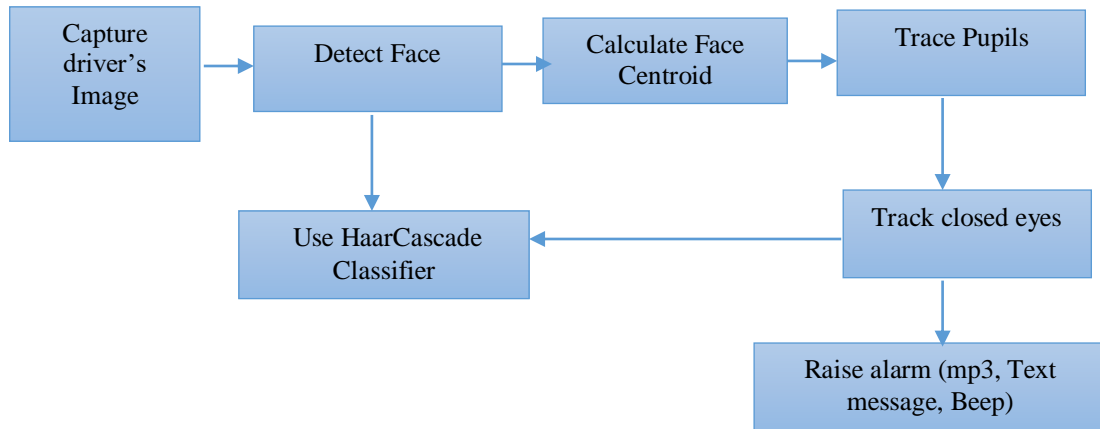 Capture
driver’s
Image
Detect Face
Calculate Face
Centroid
Trace Pupils
Use HaarCascade
Classifier
Track closed eyes
Raise alarm (mp3, Text
message, Beep)